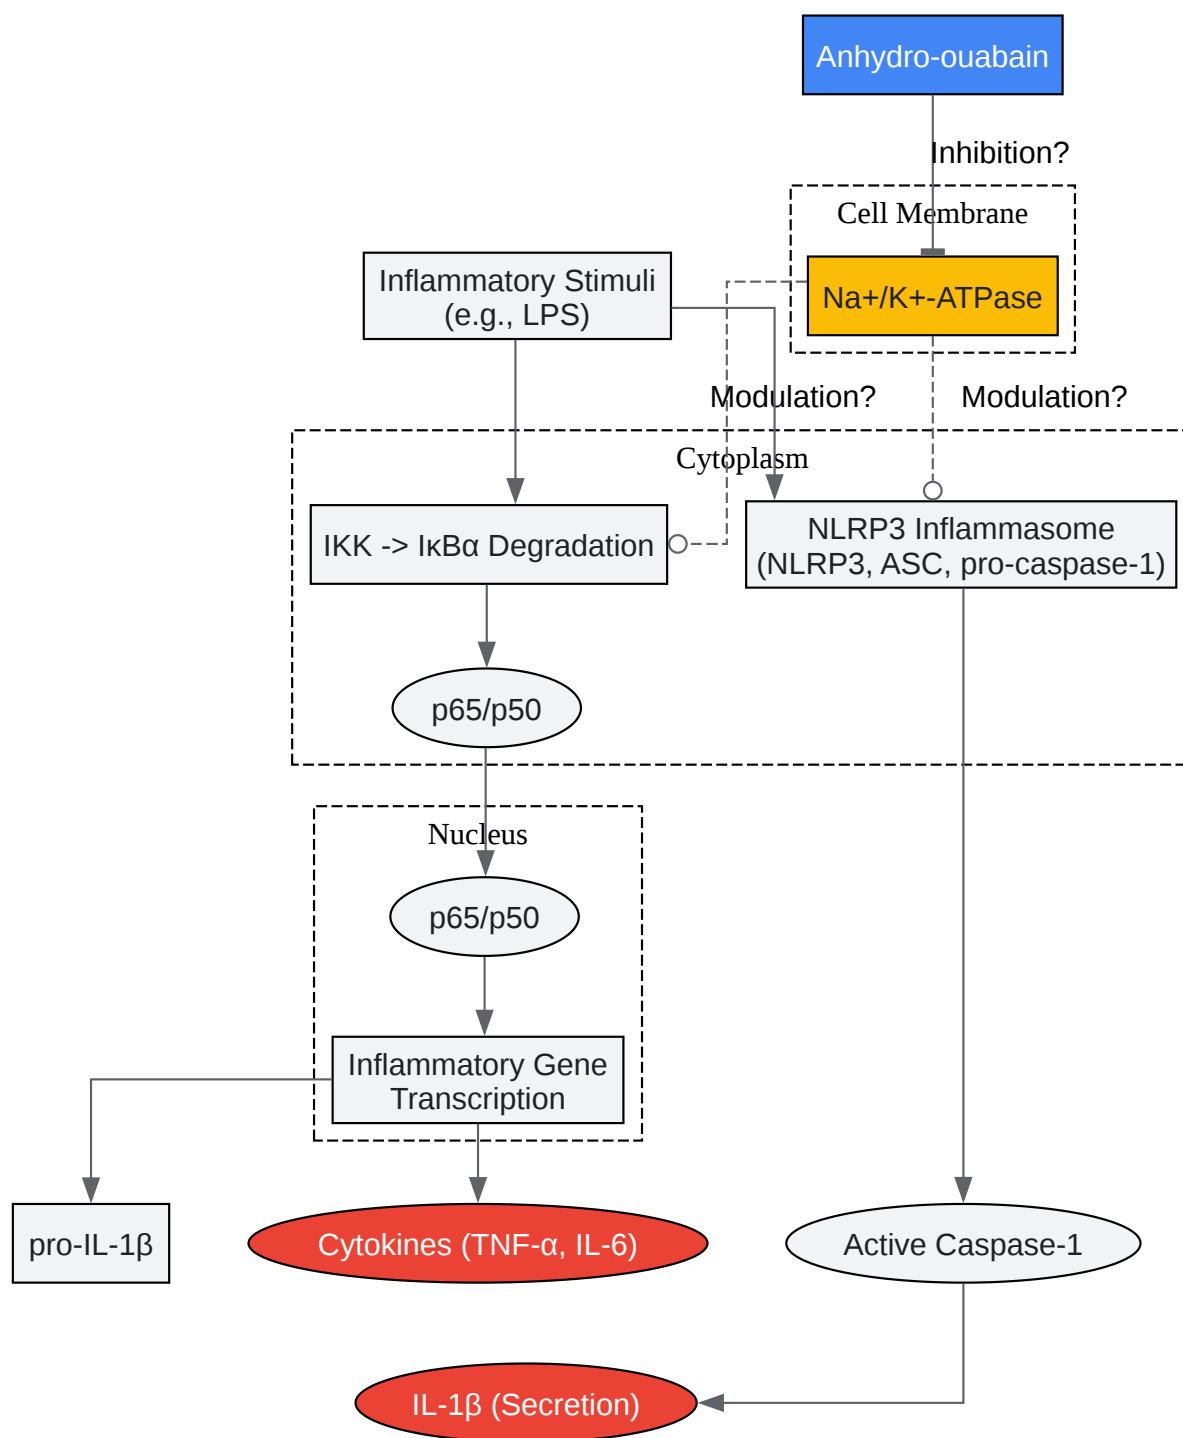 Anhydro-ouabain
Inhibition?
Cell Membrane
Inflammatory Stimuli
(e.g., LPS)
Na+/K+-ATPase
Modulation?
Modulation?
Cytoplasm
IKK -> IκBα Degradation
NLRP3 Inflammasome
(NLRP3, ASC, pro-caspase-1)
p65/p50
Nucleus
p65/p50
Inflammatory Gene
Transcription
pro-IL-1β
Cytokines (TNF-α, IL-6)
Active Caspase-1
IL-1β (Secretion)